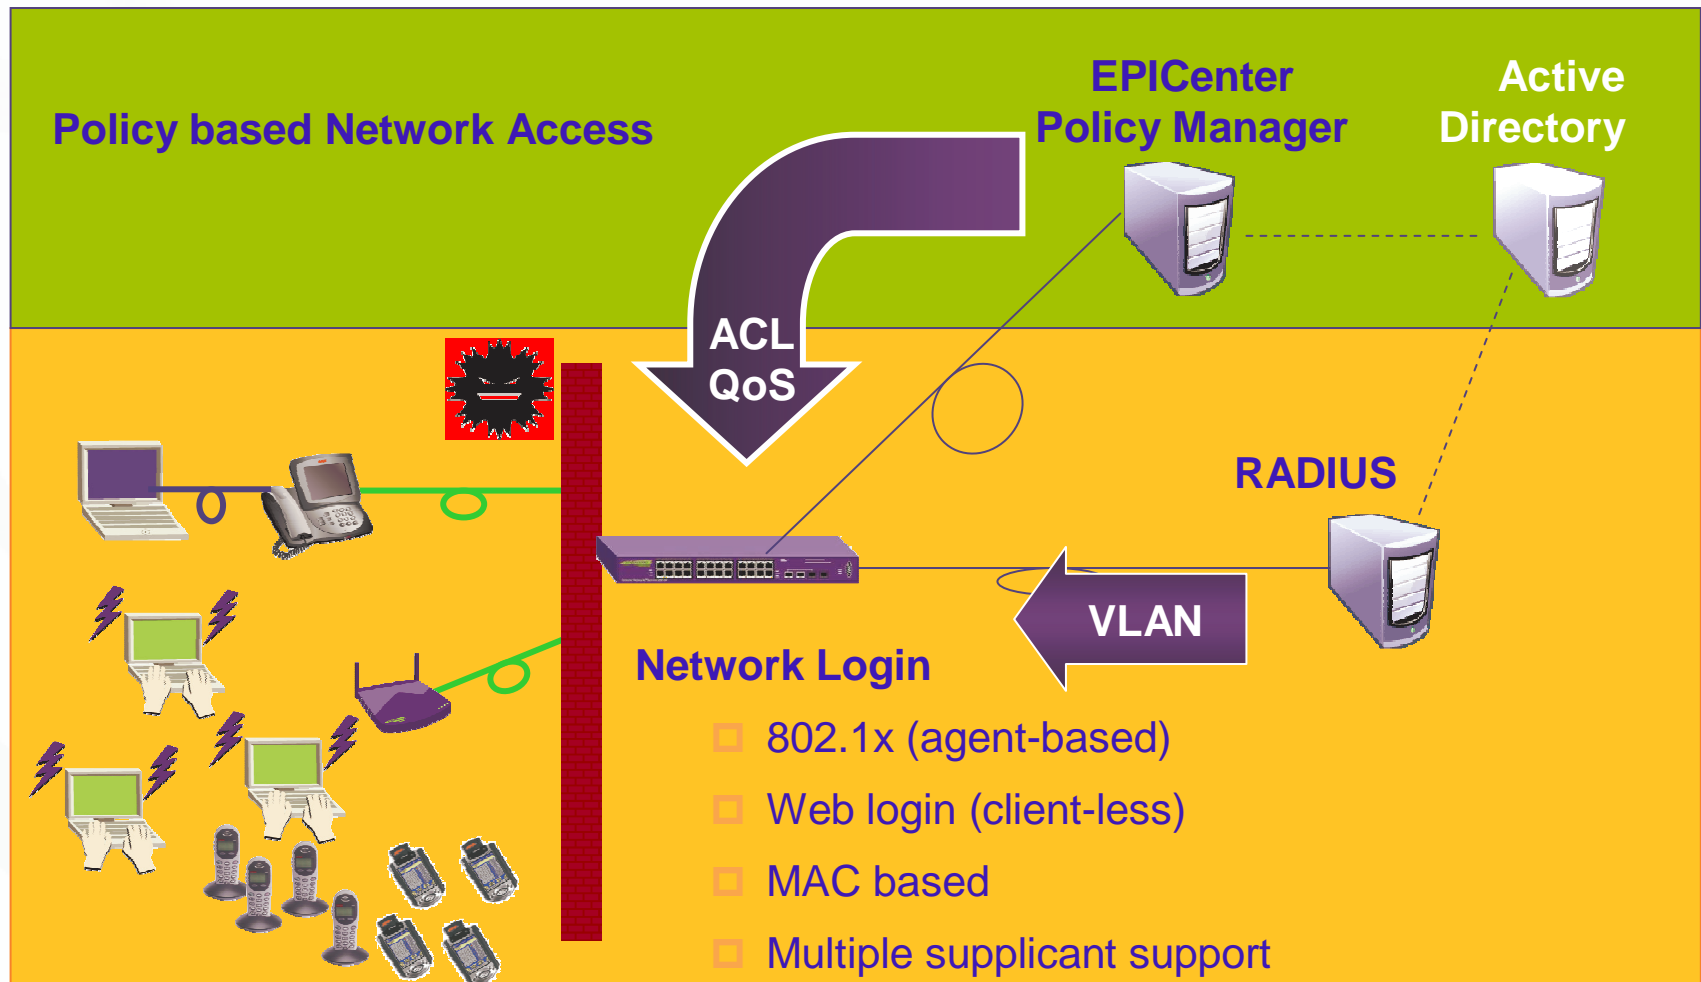 Policy based Network Access
EPICenter
Policy Manager
Active
Directory
ACL
QoS
RADIUS
VLAN
Network Login
802.1x (agent-based)
Web login (client-less)
MAC based
Multiple supplicant support